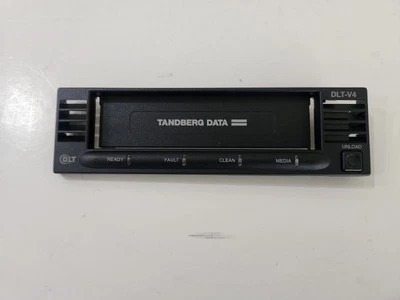 DLT-V4
TANDBERG DATA
UNLOAD
DLT
READY FAULT CLEAN MEDIA